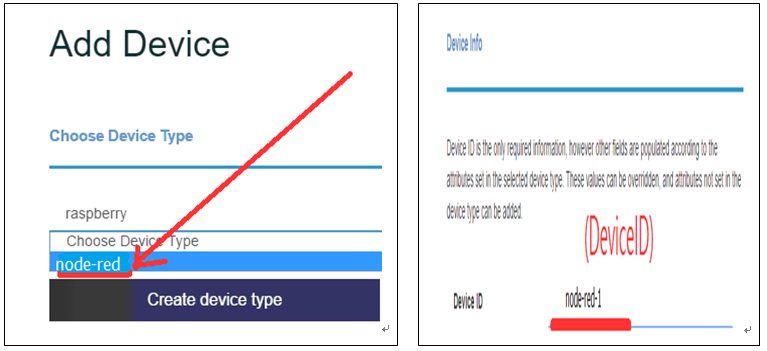 Add Device
Choose Device Type
raspberry
Choose Device Type
node-red
Create device type
Device Info
Device ID is the only required information, however other fields are populated according to the
attributes set in the selected device type. These values can be overridden, and attributes not set in the
device type can be added.
(DeviceID)
Device ID node-red-1